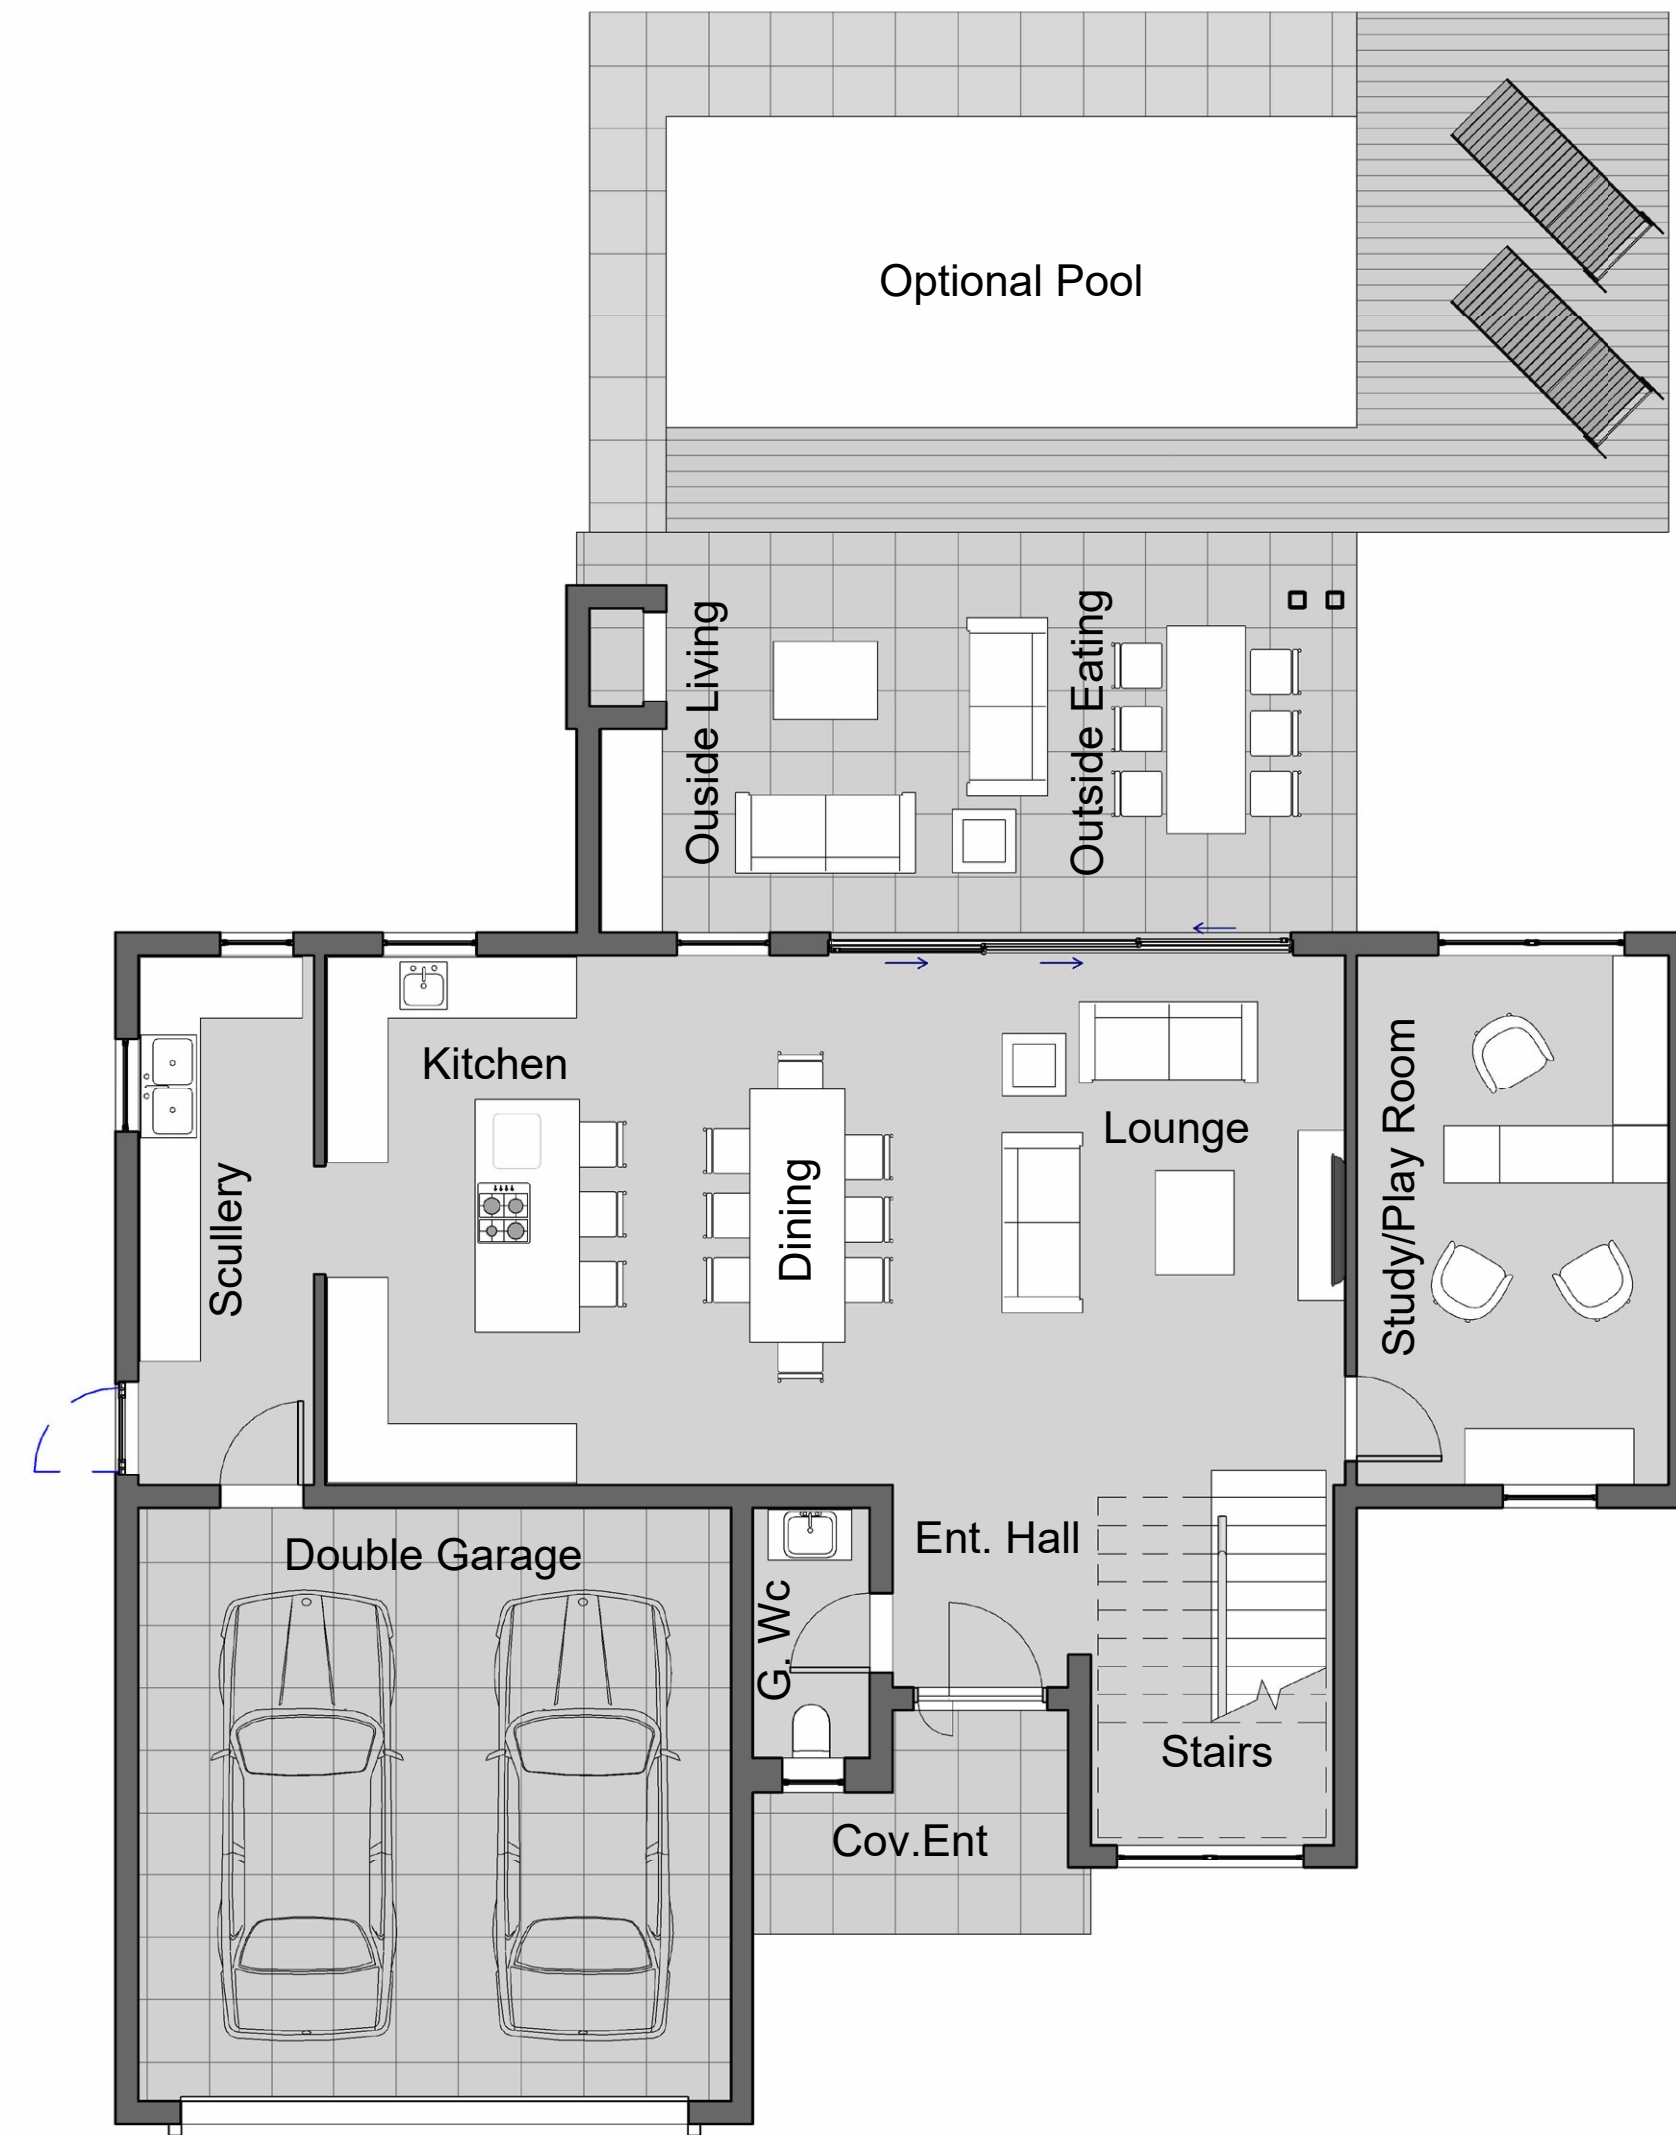 Optional Pool
Ouside Living
Outside Eating
Kitchen
Lounge
Study/Play Room
Scullery
Dining
Double Garage
Ent. Hall
G. Wc
Stairs
Cov.Ent